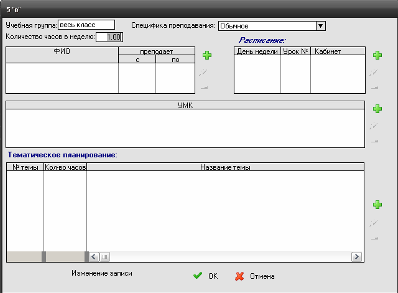 5"a"
Учебная группа: весь класс Специфика преподавания: Обычное
Количество часов в неделю: 1.00
Расписание:
ФИО преподает
с по
День недели Урок № Кабинет
УМК
Тематическое планирование:
№ темы Кол-во часов Название темы
Изменение записи OK Отмена